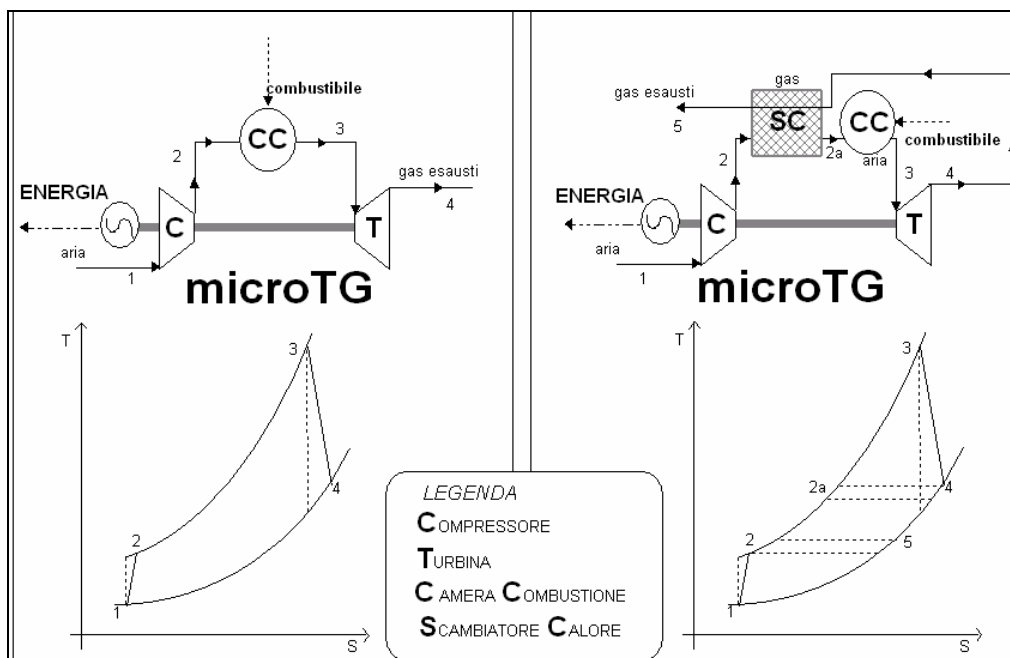 combustibile
CC
2
3
gas esausti
4
ENERGIA
C
T
aria
1
microTG
T
3
4
2
1
S
gas
gas esausti
5
SC
CC
combustibile
2
2a
aria
3
4
ENERGIA
C
T
aria
1
microTG
T
3
2a
4
2
5
1
S
LEGENDA
COMPRESSORE
TURBINA
CAMERA COMBUSTIONE
SCAMBIATORE CALORE